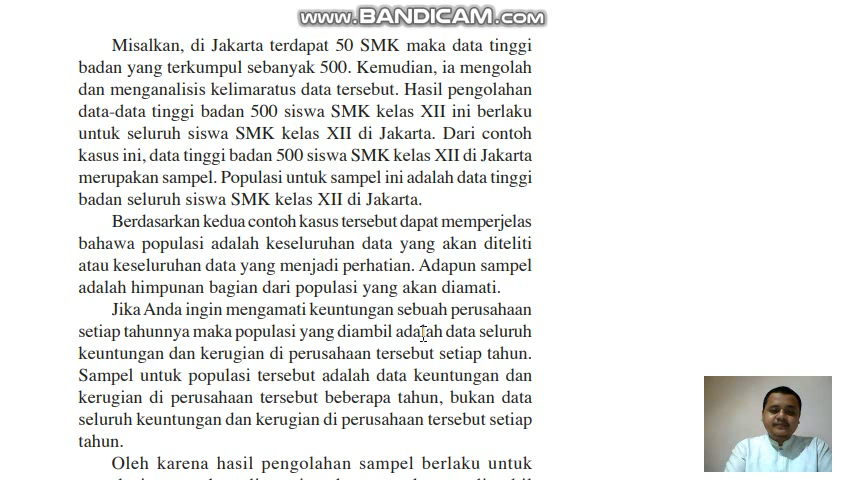 www.BANDICAM.com
Misalkan, di Jakarta terdapat 50 SMK maka data tinggi
badan yang terkumpul sebanyak 500. Kemudian, ia mengolah
dan menganalisis kelimaratus data tersebut. Hasil pengolahan
data-data tinggi badan 500 siswa SMK kelas XII ini berlaku
untuk seluruh siswa SMK kelas XII di Jakarta. Dari contoh
kasus ini, data tinggi badan 500 siswa SMK kelas XII di Jakarta
merupakan sampel. Populasi untuk sampel ini adalah data tinggi
badan seluruh siswa SMK kelas XII di Jakarta.
Berdasarkan kedua contoh kasus tersebut dapat memperjelas
bahawa populasi adalah keseluruhan data yang akan diteliti
atau keseluruhan data yang menjadi perhatian. Adapun sampel
adalah himpunan bagian dari populasi yang akan diamati.
Jika Anda ingin mengamati keuntungan sebuah perusahaan
setiap tahunnya maka populasi yang diambil adalah data seluruh
keuntungan dan kerugian di perusahaan tersebut setiap tahun.
Sampel untuk populasi tersebut adalah data keuntungan dan
kerugian di perusahaan tersebut beberapa tahun, bukan data
seluruh keuntungan dan kerugian di perusahaan tersebut setiap
tahun.
Oleh karena hasil pengolahan sampel berlaku untuk